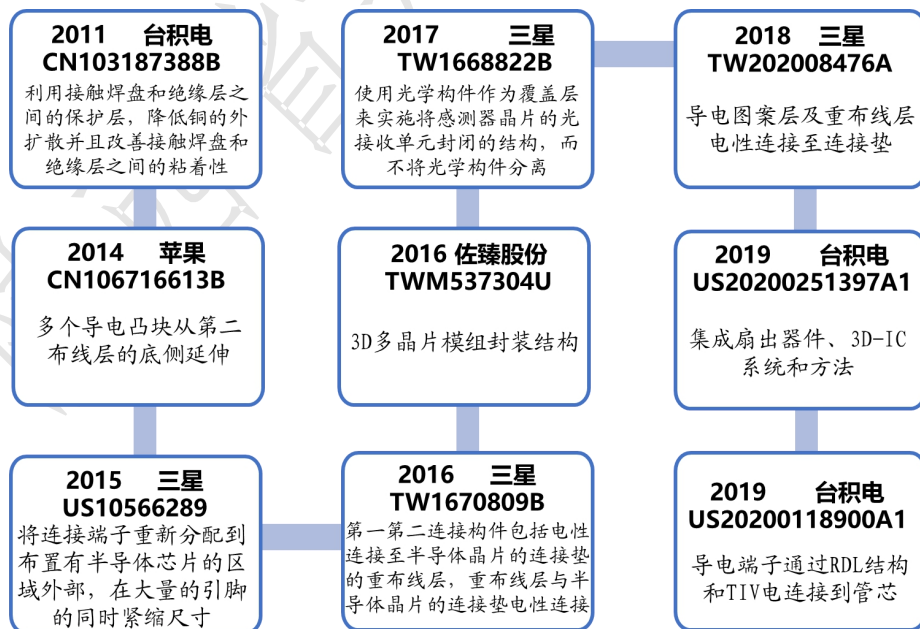 2011 台积电
CN103187388B
利用接触焊盘和绝缘层之
间的保护层，降低铜的外
扩散并且改善接触焊盘和
绝缘层之间的粘着性
2014 苹果
CN106716613B
多个导电凸块从第二
布线层的底侧延伸
2015 三星
US10566289
将连接端子重新分配到
布置有半导体芯片的区
域外部，在大量的引脚
的同时紧缩尺寸
2016 三星
TW1670809B
第一第二连接构件包括电性
连接至半导体晶片的连接垫
的重布线层，重布线层与半
导体晶片的连接垫电性连接
2016 佐臻股份
TWM537304U
3D多晶片模组封装结构
2017 三星
TW1668822B
使用光学构件作为覆盖层
来实施将感测器晶片的光
接收单元封闭的结构，而
不将光学构件分离
2018 三星
TW202008476A
导电图案层及重布线层
电性连接至连接垫
2019 台积电
US20200251397A1
集成扇出器件、3D-IC
系统和方法
2019 台积电
US20200118900A1
导电端子通过RDL结构
和TIV电连接到管芯